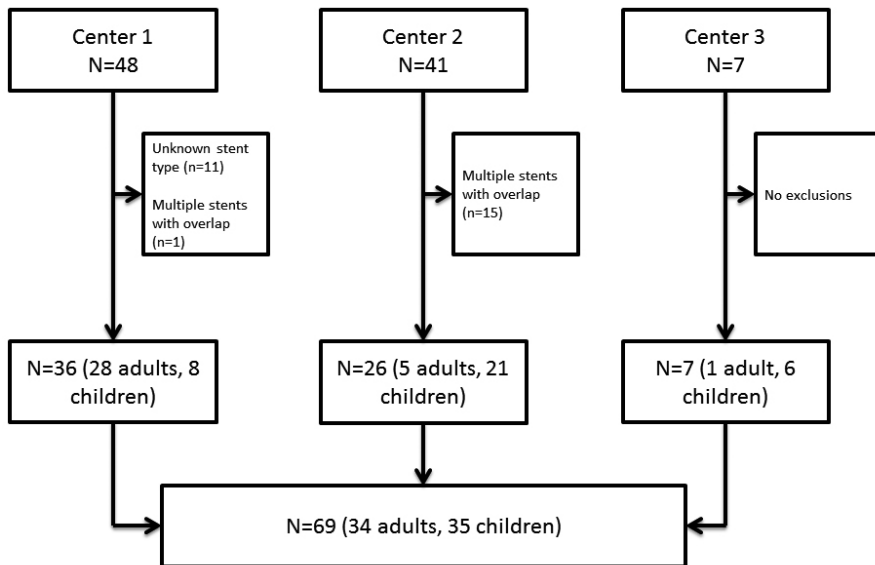 Center 1
N=48
Center 2
N=41
Center 3
N=7
Unknown stent
type (n=11)
Multiple stents
with overlap
(n=1)
Multiple stents
with overlap
(n=15)
No exclusions
N=36 (28 adults, 8
children)
N=26 (5 adults, 21
children)
N=7 (1 adult, 6
children)
N=69 (34 adults, 35 children)